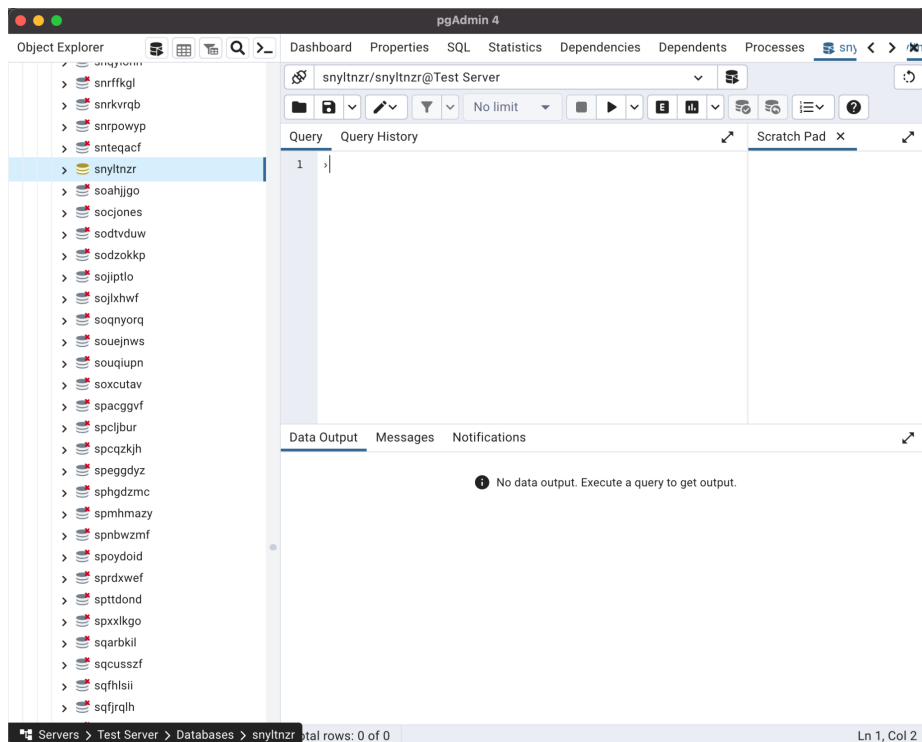 pgAdmin 4
Object Explorer
Dashboard Properties SQL Statistics Dependencies Dependents Processes sny
snrffkgl
snrkvrqb
snrpowyp
snteqacf
snyltnzr
soahjjgo
socjones
sodtvduw
sodzokkp
sojiptlo
sojlxhwf
soqnyorq
souejnws
souqiupn
soxcutav
spacggvf
spcljbur
spcqzkjh
speggdyz
sphgdzmc
spmhmazy
spnbwzmf
spoydoid
sprdxwef
spttdond
spxxlkgo
sqarbkil
sqcusszf
sqfhlsii
sqfjrqlh
Servers > Test Server > Databases > snyltnzr
snyltnzr/snyltnzr@Test Server
No limit
E
Query Query History
Scratch Pad
1 ›
Data Output Messages Notifications
No data output. Execute a query to get output.
tal rows: 0 of 0
Ln 1, Col 2